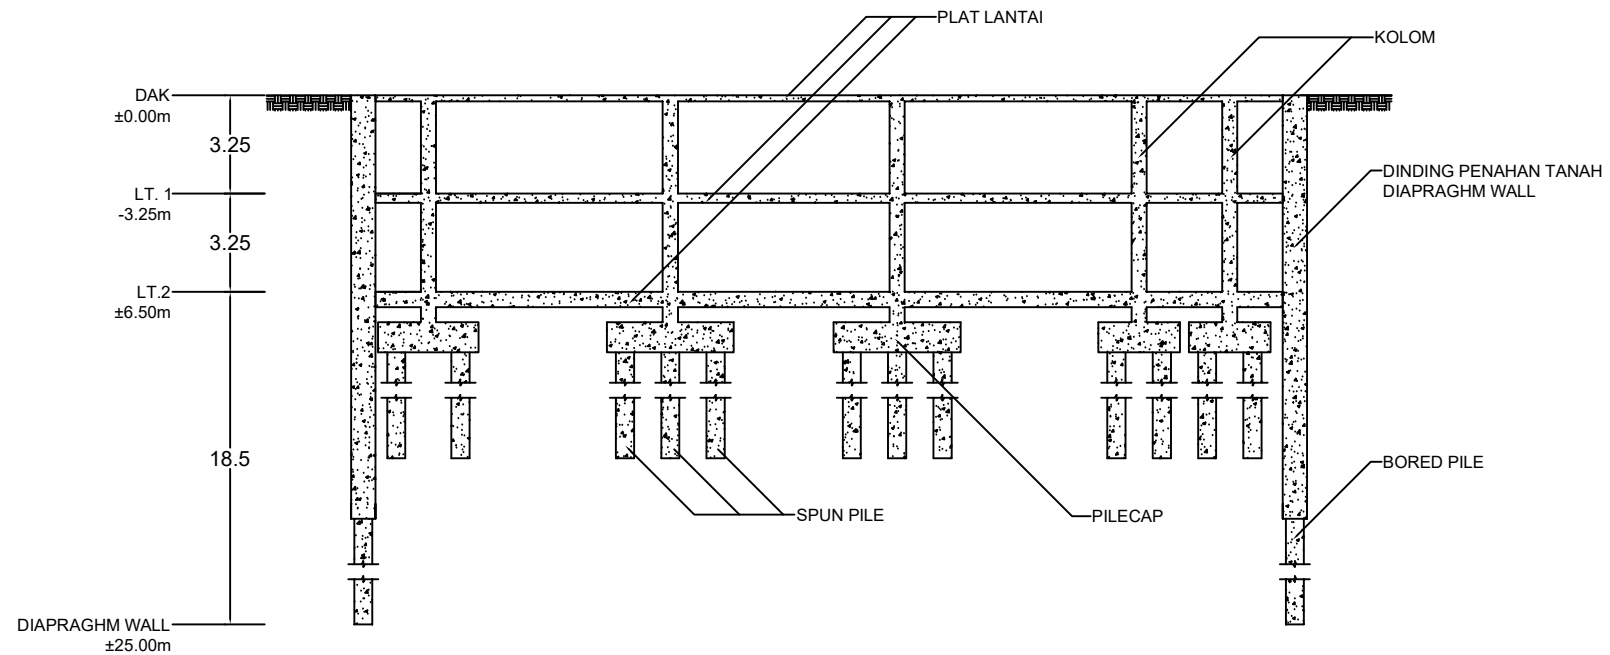 PLAT LANTAI
KOLOM
DAK
±0.00m
3.25
LT. 1
-3.25m
DINDING PENAHAN TANAH
DIAPRAGHM WALL
3.25
LT.2
±6.50m
18.5
BORED PILE
SPUN PILE
PILECAP
DIAPRAGHM WALL
±25.00m